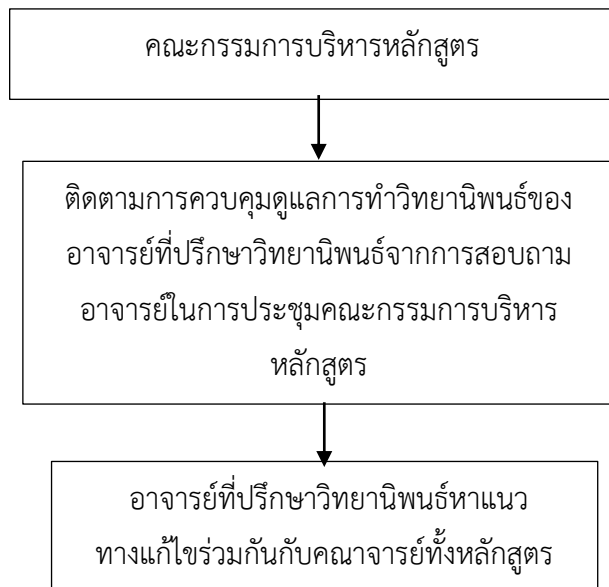 คณะกรรมการบริหารหลักสูตร
ติดตามการควบคุมดูแลการทำวิทยานิพนธ์ของ
อาจารย์ที่ปรึกษาวิทยานิพนธ์จากการสอบถาม
อาจารย์ในการประชุมคณะกรรมการบริหาร
หลักสูตร
อาจารย์ที่ปรึกษาวิทยานิพนธ์หาแนว
ทางแก้ไขร่วมกันกับคณาจารย์ทั้งหลักสูตร